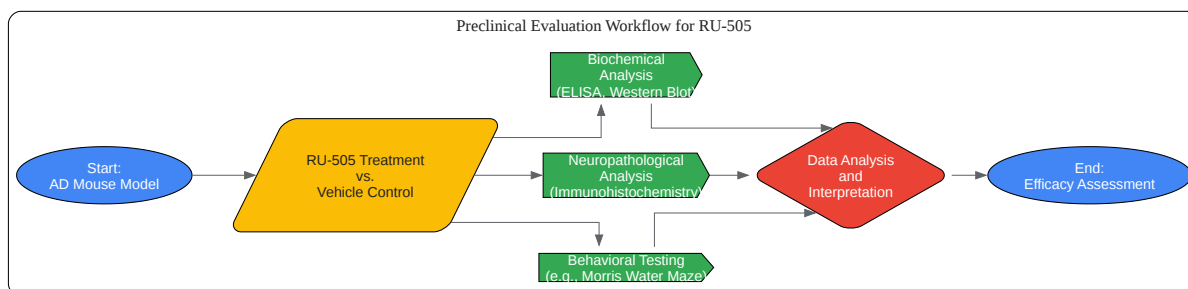 Preclinical Evaluation Workflow for RU-505
Start:
AD Mouse Model
RU-505 Treatment
vs.
Vehicle Control
Biochemical
Analysis
(ELISA, Western Blot)
Neuropathological
Analysis
(Immunohistochemistry)
Behavioral Testing
(e.g., Morris Water Maze)
Data Analysis
and
Interpretation
End:
Efficacy Assessment